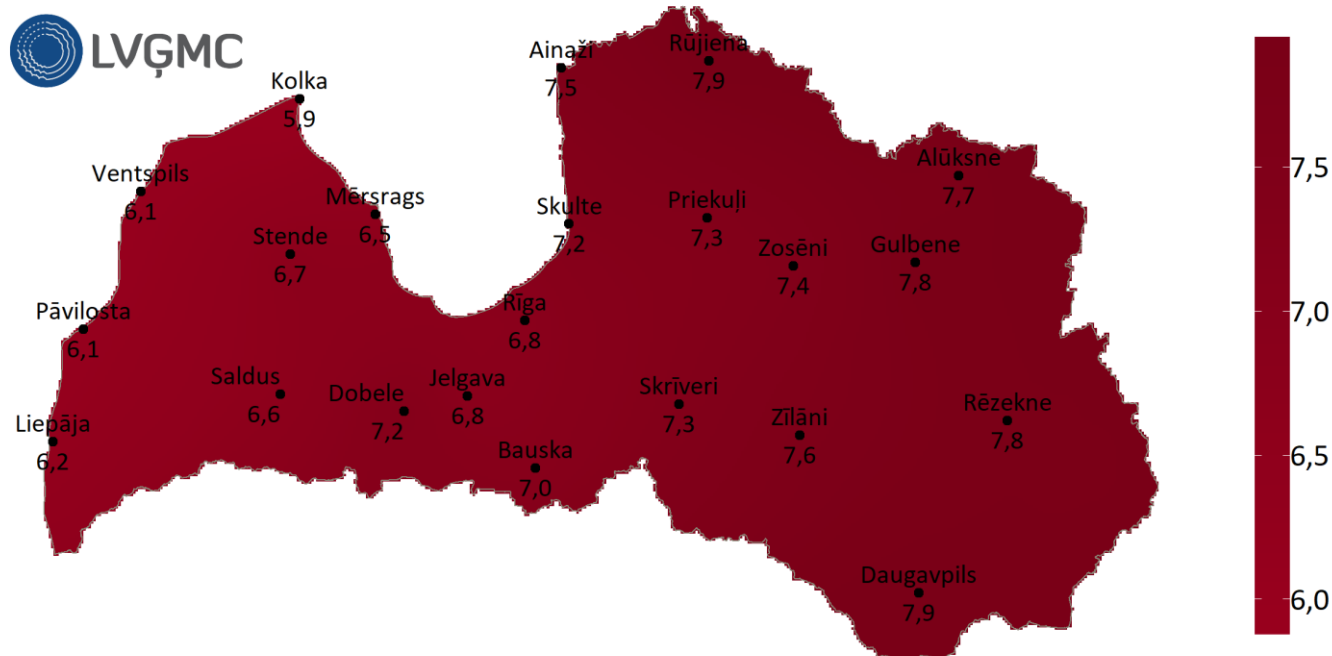 LVĢMC
Kolka
5,9
Ainaži
7,5
Rūjiena
7,9
Ventspils
6,1
Mērsrags
6,5
Stende
6,7
Skulte
7,2
Priekuļi
7,3
Zosēni
7,4
Alūksne
7,7
Gulbene
7,8
Pāvilosta
6,1
Rīga
6,8
Saldus
6,6
Dobele
7,2
Jelgava
6,8
Skrīveri
7,3
Zīlāni
7,6
Rēzekne
7,8
Liepāja
6,2
Bauska
7,0
Daugavpils
7,9
7,5
7,0
6,5
6,0